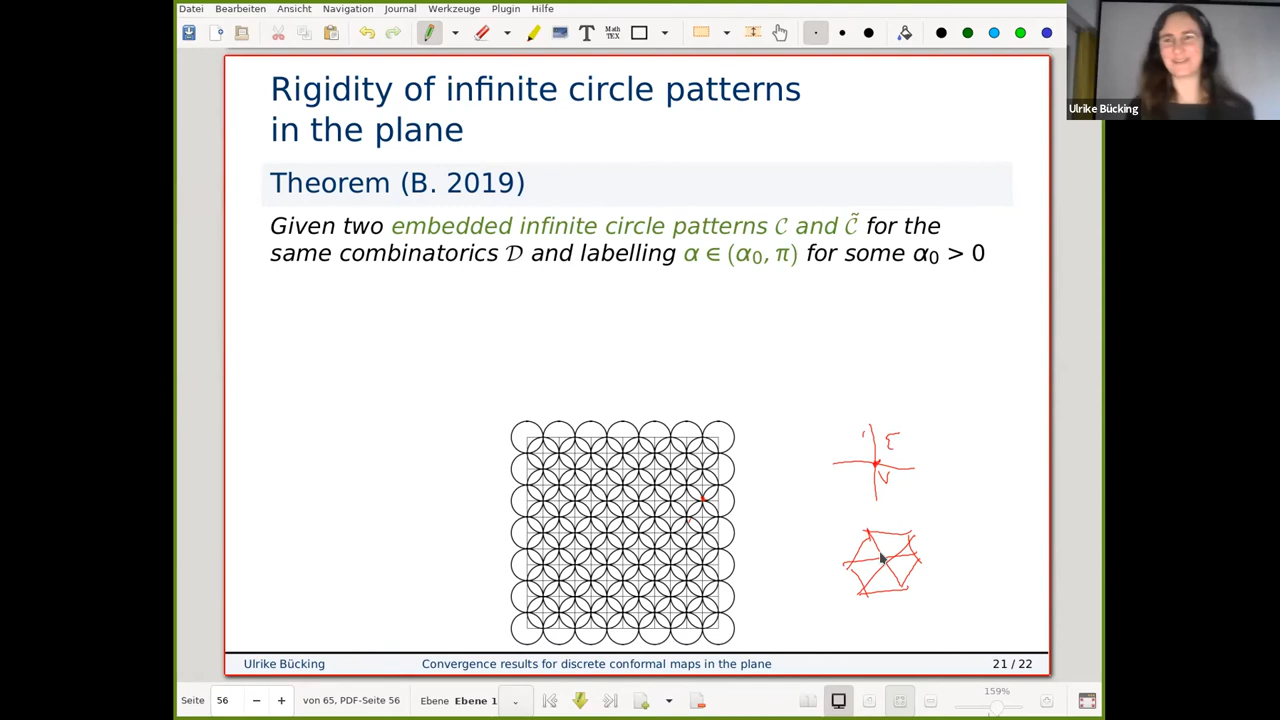 Datei Bearbeiten Ansicht Navigation Journal Werkzeuge Plugin Hilfe
Math
TEX
Ulrike Bücking
Rigidity of infinite circle patterns
in the plane
Theorem (B. 2019)
Given two embedded infinite circle patterns 𝒞 and 𝒞̃ for the
same combinatorics 𝒟 and labelling α ∈ (α₀, π) for some α₀ > 0
V
Ulrike Bücking Convergence results for discrete conformal maps in the plane 21 / 22
Seite 56 von 65, PDF-Seite 56 Ebene Ebene 1 159%